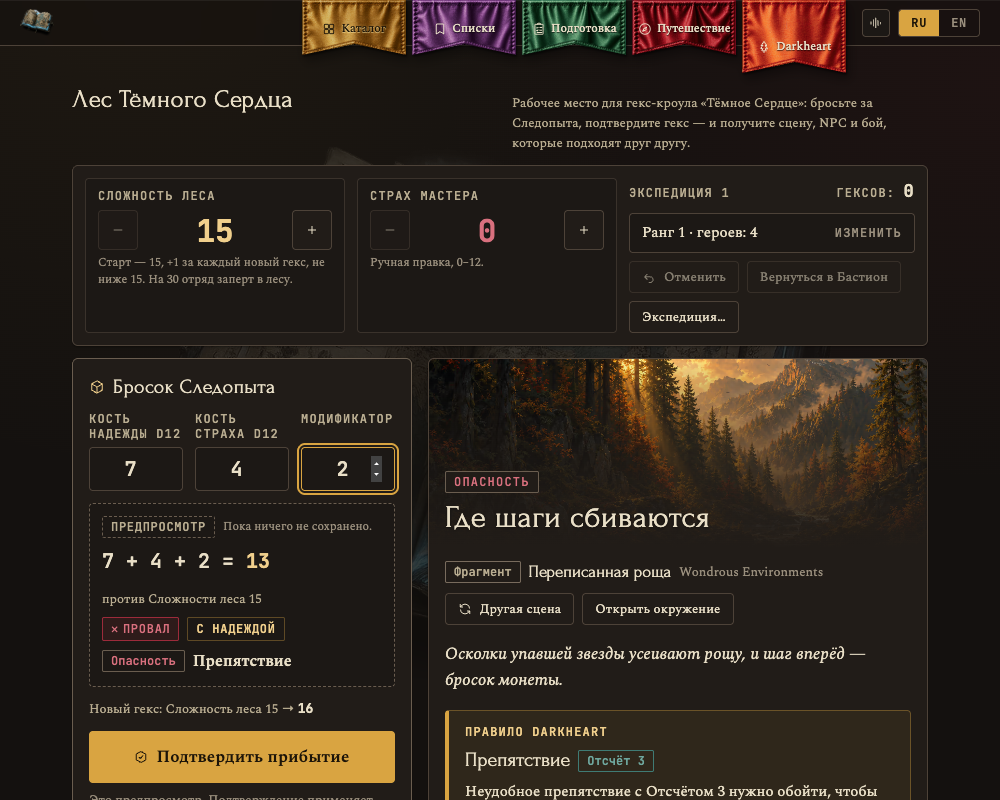 Каталог
Списки
Подготовка
Путешествие
Darkheart
RU
EN
Лес Тёмного Сердца
Рабочее место для гекс-кроула «Тёмное Сердце»: бросьте за
Следопыта, подтвердите гекс — и получите сцену, NPC и бой,
которые подходят друг другу.
СЛОЖНОСТЬ ЛЕСА
− 15 +
Старт — 15, +1 за каждый новый гекс, не
ниже 15. На 30 отряд заперт в лесу.
СТРАХ МАСТЕРА
− 0 +
Ручная правка, 0–12.
ЭКСПЕДИЦИЯ 1
ГЕКСОВ: 0
Ранг 1 · героев: 4
ИЗМЕНИТЬ
Отменить
Вернуться в Бастион
Экспедиция…
Бросок Следопыта
КОСТЬ
НАДЕЖДЫ D12
КОСТЬ
СТРАХА D12
МОДИФИКАТОР
7
4
2
ПРЕДПРОСМОТР
Пока ничего не сохранено.
7 + 4 + 2 = 13
против Сложности леса 15
× ПРОВАЛ
С НАДЕЖДОЙ
Опасность
Препятствие
Новый гекс: Сложность леса 15 → 16
Подтвердить прибытие
Это предпросмотр. Подтверждение применяет
ОПАСНОСТЬ
Где шаги сбиваются
Фрагмент
Переписанная роща
Wondrous Environments
Другая сцена
Открыть окружение
Осколки упавшей звезды усеивают рощу, и шаг вперёд —
бросок монеты.
ПРАВИЛО DARKHEART
Препятствие
Отсчёт 3
Неудобное препятствие с Отсчётом 3 нужно обойти, чтобы